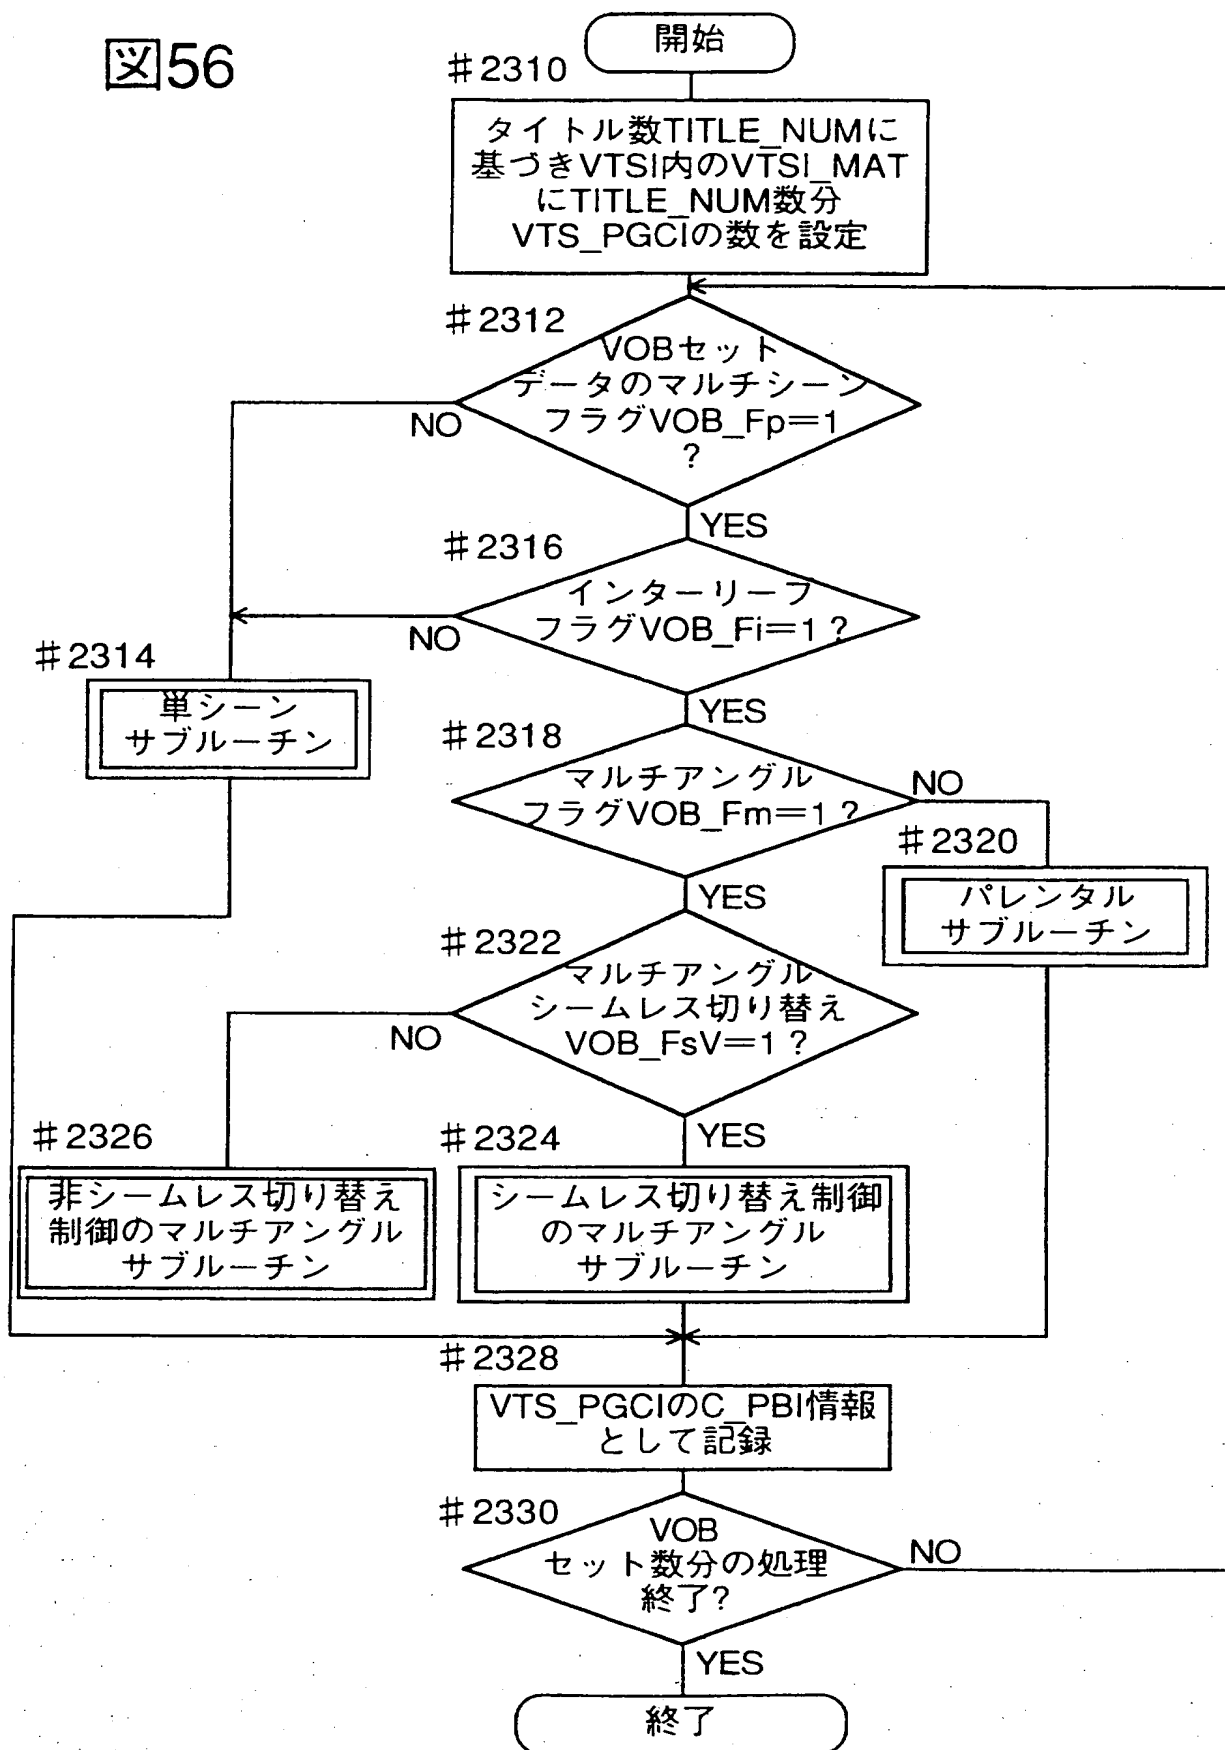 図56
開始
#2310
タイトル数TITLE_NUMに
基づきVTSI内のVTSI_MAT
にTITLE_NUM数分
VTS_PGCIの数を設定
#2312
VOBセット
データのマルチシーン
フラグVOB_Fp=1
?
NO
YES
#2316
インターリーフ
フラグVOB_Fi=1?
NO
YES
#2314
単シーン
サブルーチン
#2318
マルチアングル
フラグVOB_Fm=1?
NO
YES
#2320
パレンタル
サブルーチン
#2322
マルチアングル
シームレス切り替え
VOB_FsV=1?
NO
YES
#2326
非シームレス切り替え
制御のマルチアングル
サブルーチン
#2324
シームレス切り替え制御
のマルチアングル
サブルーチン
#2328
VTS_PGCIのC_PBI情報
として記録
#2330
VOB
セット数分の処理
終了?
NO
YES
終了